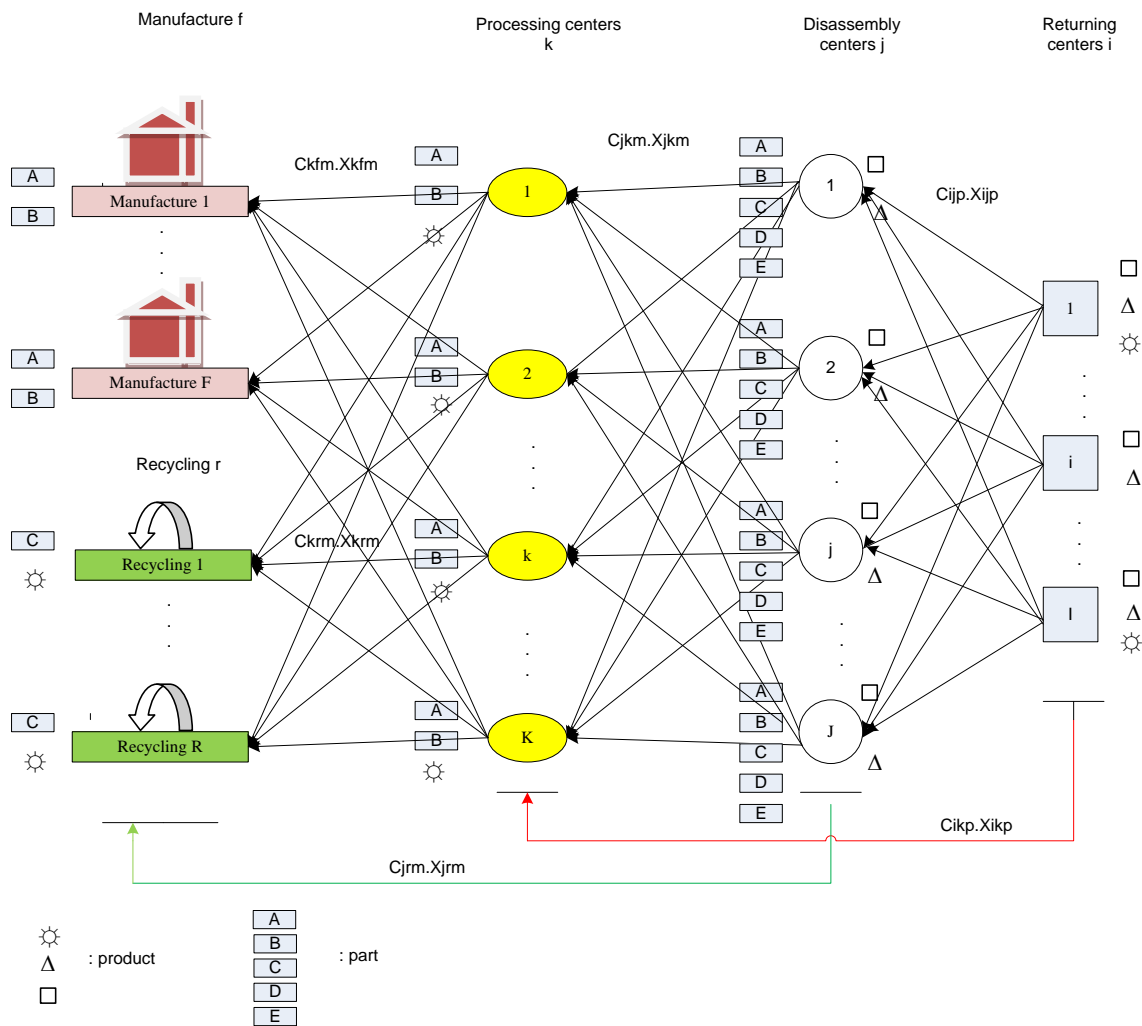 Manufacture f
Processing centers
k
Disassembly
centers j
Returning
centers i
Ckfm.Xkfm
Cjkm.Xjkm
Cijp.Xijp
A
B
Manufacture 1
A
B
1
A
B
C
D
E
1
Δ
1
Δ
A
B
Manufacture F
A
B
2
A
B
C
D
E
2
Δ
i
Δ
Recycling r
C
Recycling 1
Ckrm.Xkrm
A
B
k
A
B
C
D
E
j
Δ
I
Δ
C
Recycling R
A
B
K
A
B
C
D
E
J
Δ
Cikp.Xikp
Cjrm.Xjrm
Δ
: product
A
B
C
D
E
: part